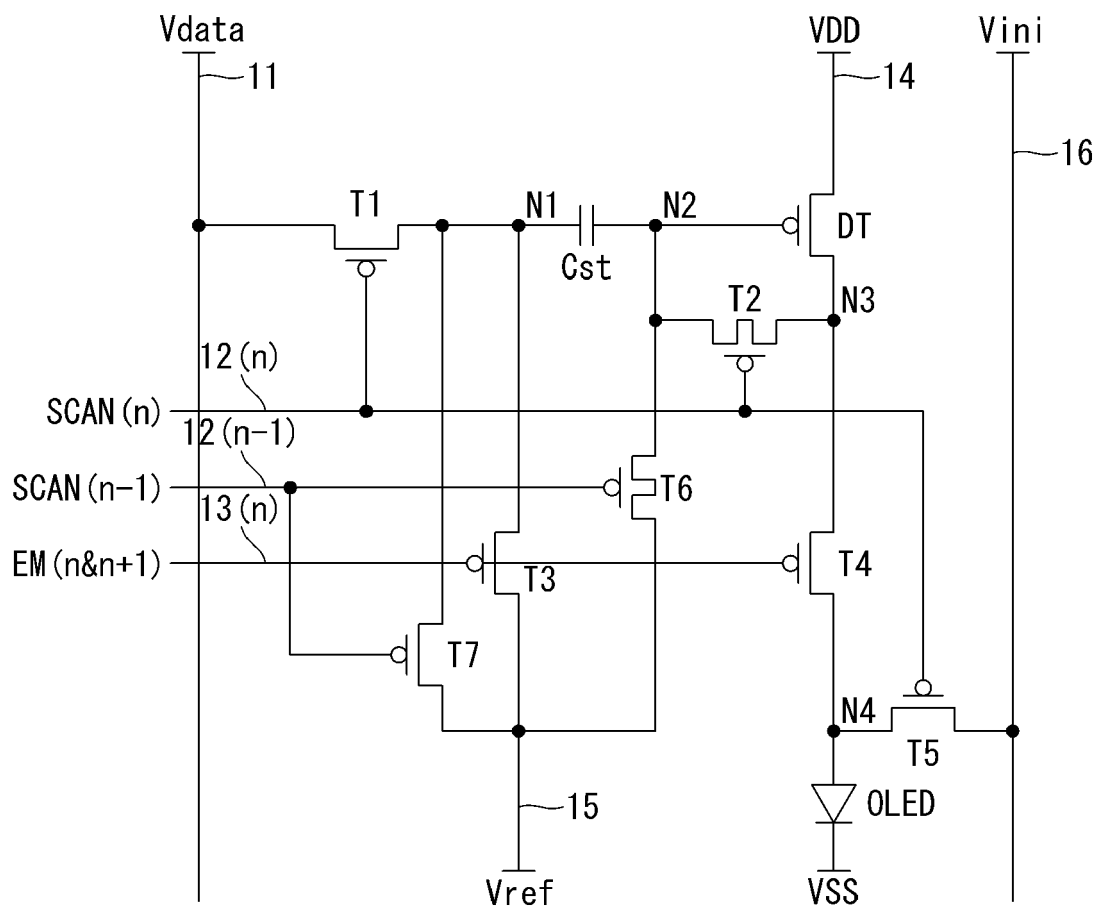 Vdata
VDD
Vini
11
14
16
T1
N1
N2
DT
Cst
T2
N3
12(n)
SCAN(n)
12(n-1)
SCAN(n-1)
T6
13(n)
EM(n&n+1)
T3
T4
T7
N4
T5
15
OLED
Vref
VSS